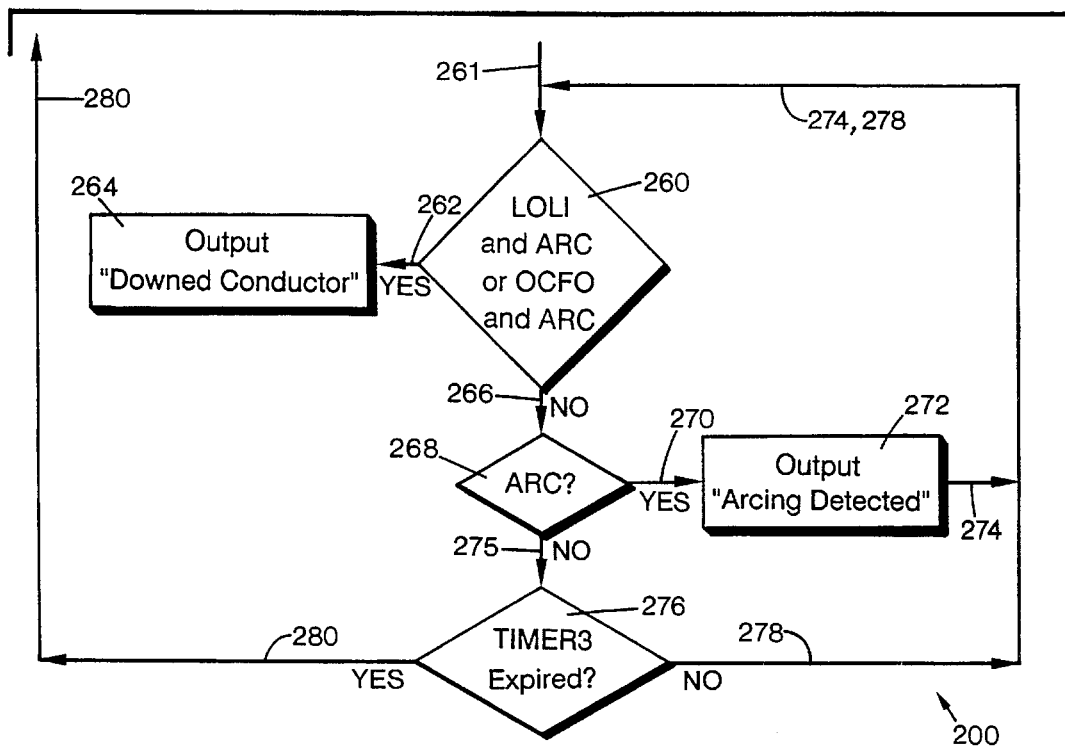 261
280
274, 278
264
262
260
LOLI
and ARC
or OCFO
and ARC
Output
"Downed Conductor"
YES
266
NO
270
272
268
ARC?
YES
Output
"Arcing Detected"
274
275
NO
276
280
TIMER3
Expired?
278
YES
NO
200